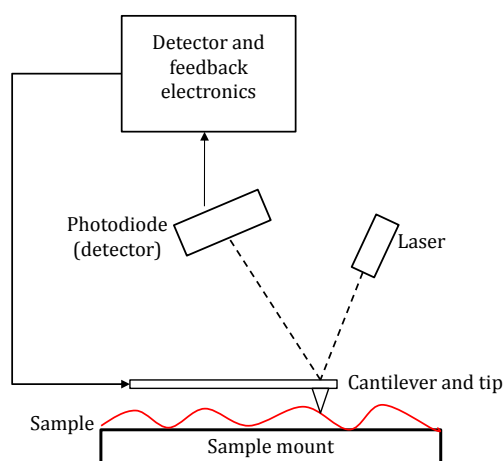 Detector and
feedback
electronics
Photodiode
(detector)
Laser
Cantilever and tip
Sample
Sample mount